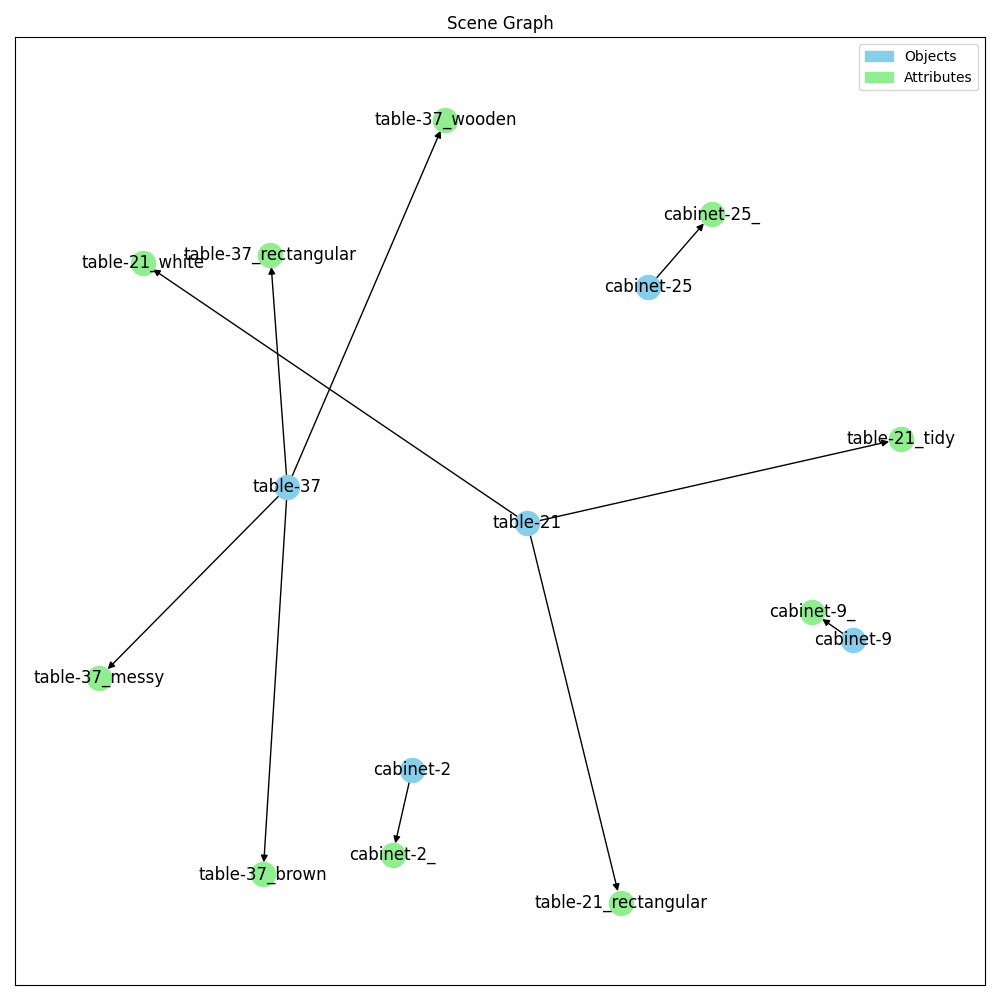 Scene Graph
Objects
Attributes
table-37_wooden
cabinet-25_
table-37_rectangular
table-21_white
cabinet-25
table-21_tidy
table-37
table-21
cabinet-9_
cabinet-9
table-37_messy
cabinet-2
cabinet-2_
table-37_brown
table-21_rectangular